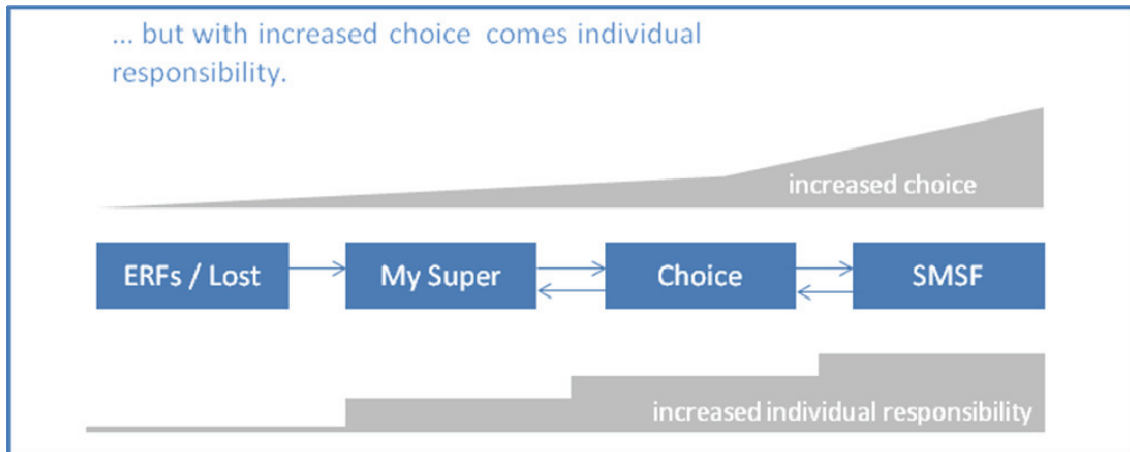 ... but with increased choice comes individual
responsibility.
increased choice
ERFs / Lost
My Super
Choice
SMSF
increased individual responsibility